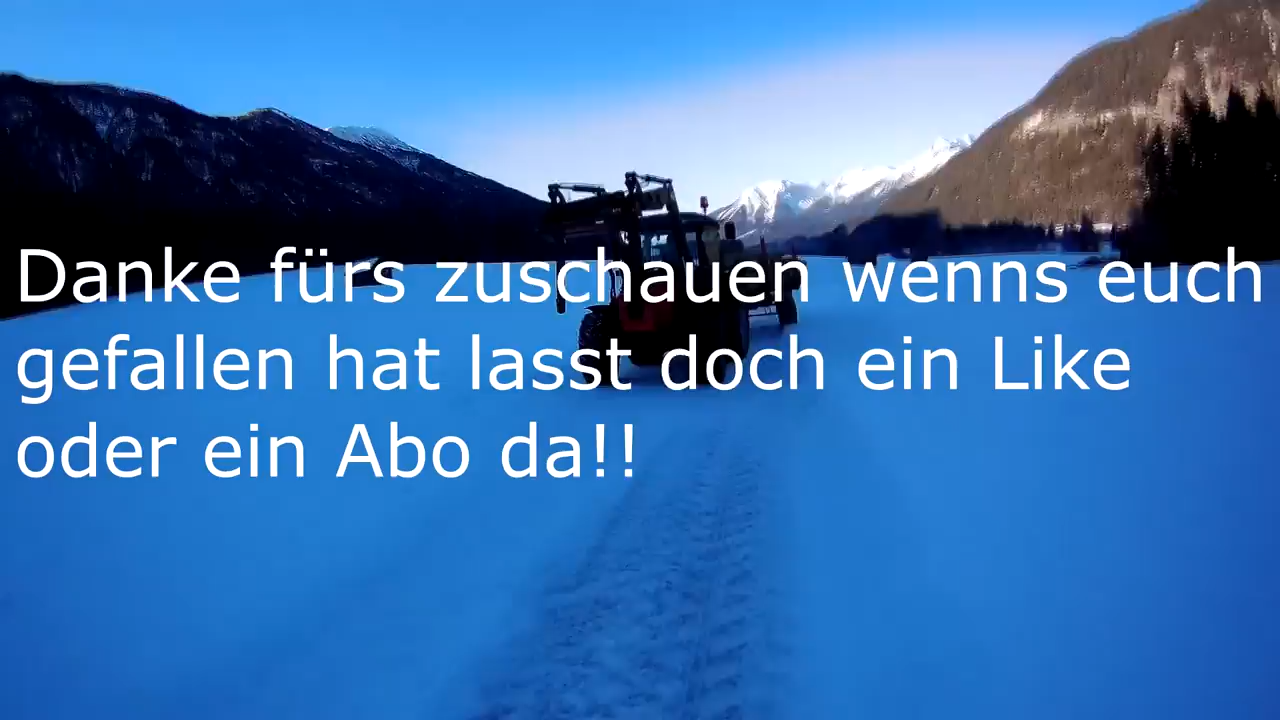 Danke fürs zuschauen wenns euch
gefallen hat lasst doch ein Like
oder ein Abo da!!